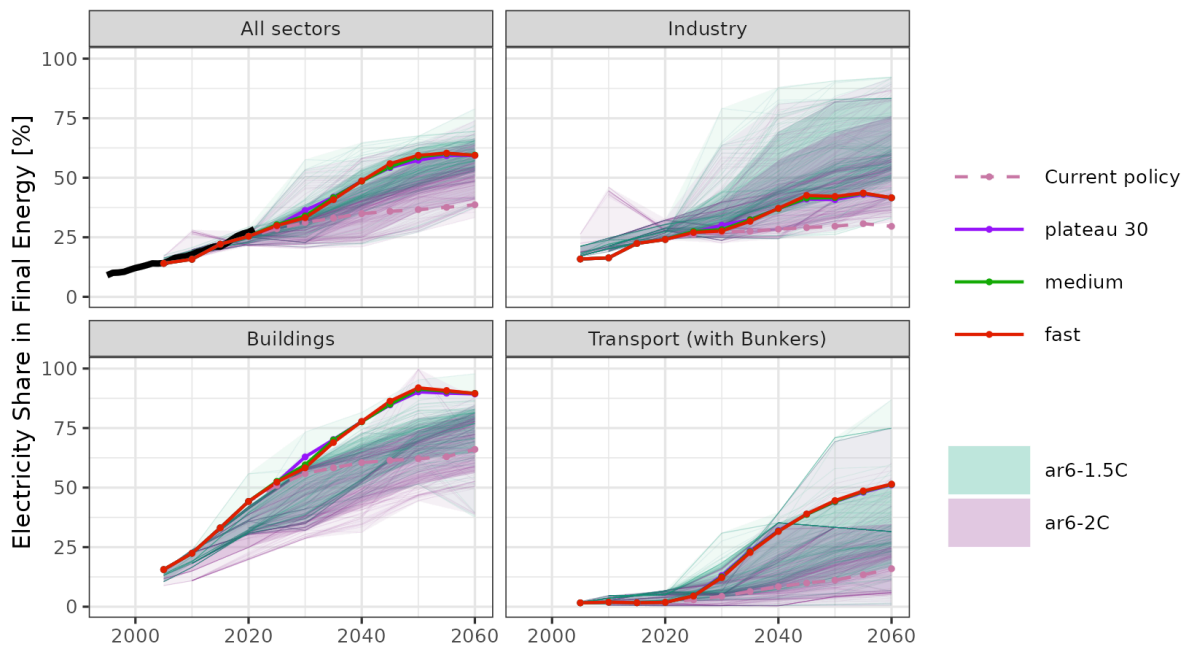 Electricity Share in Final Energy [%]
All sectors
Industry
100
75
50
25
0
Buildings
Transport (with Bunkers)
100
75
50
25
0
2000
2020
2040
2060
2000
2020
2040
2060
Current policy
plateau 30
medium
fast
ar6-1.5C
ar6-2C